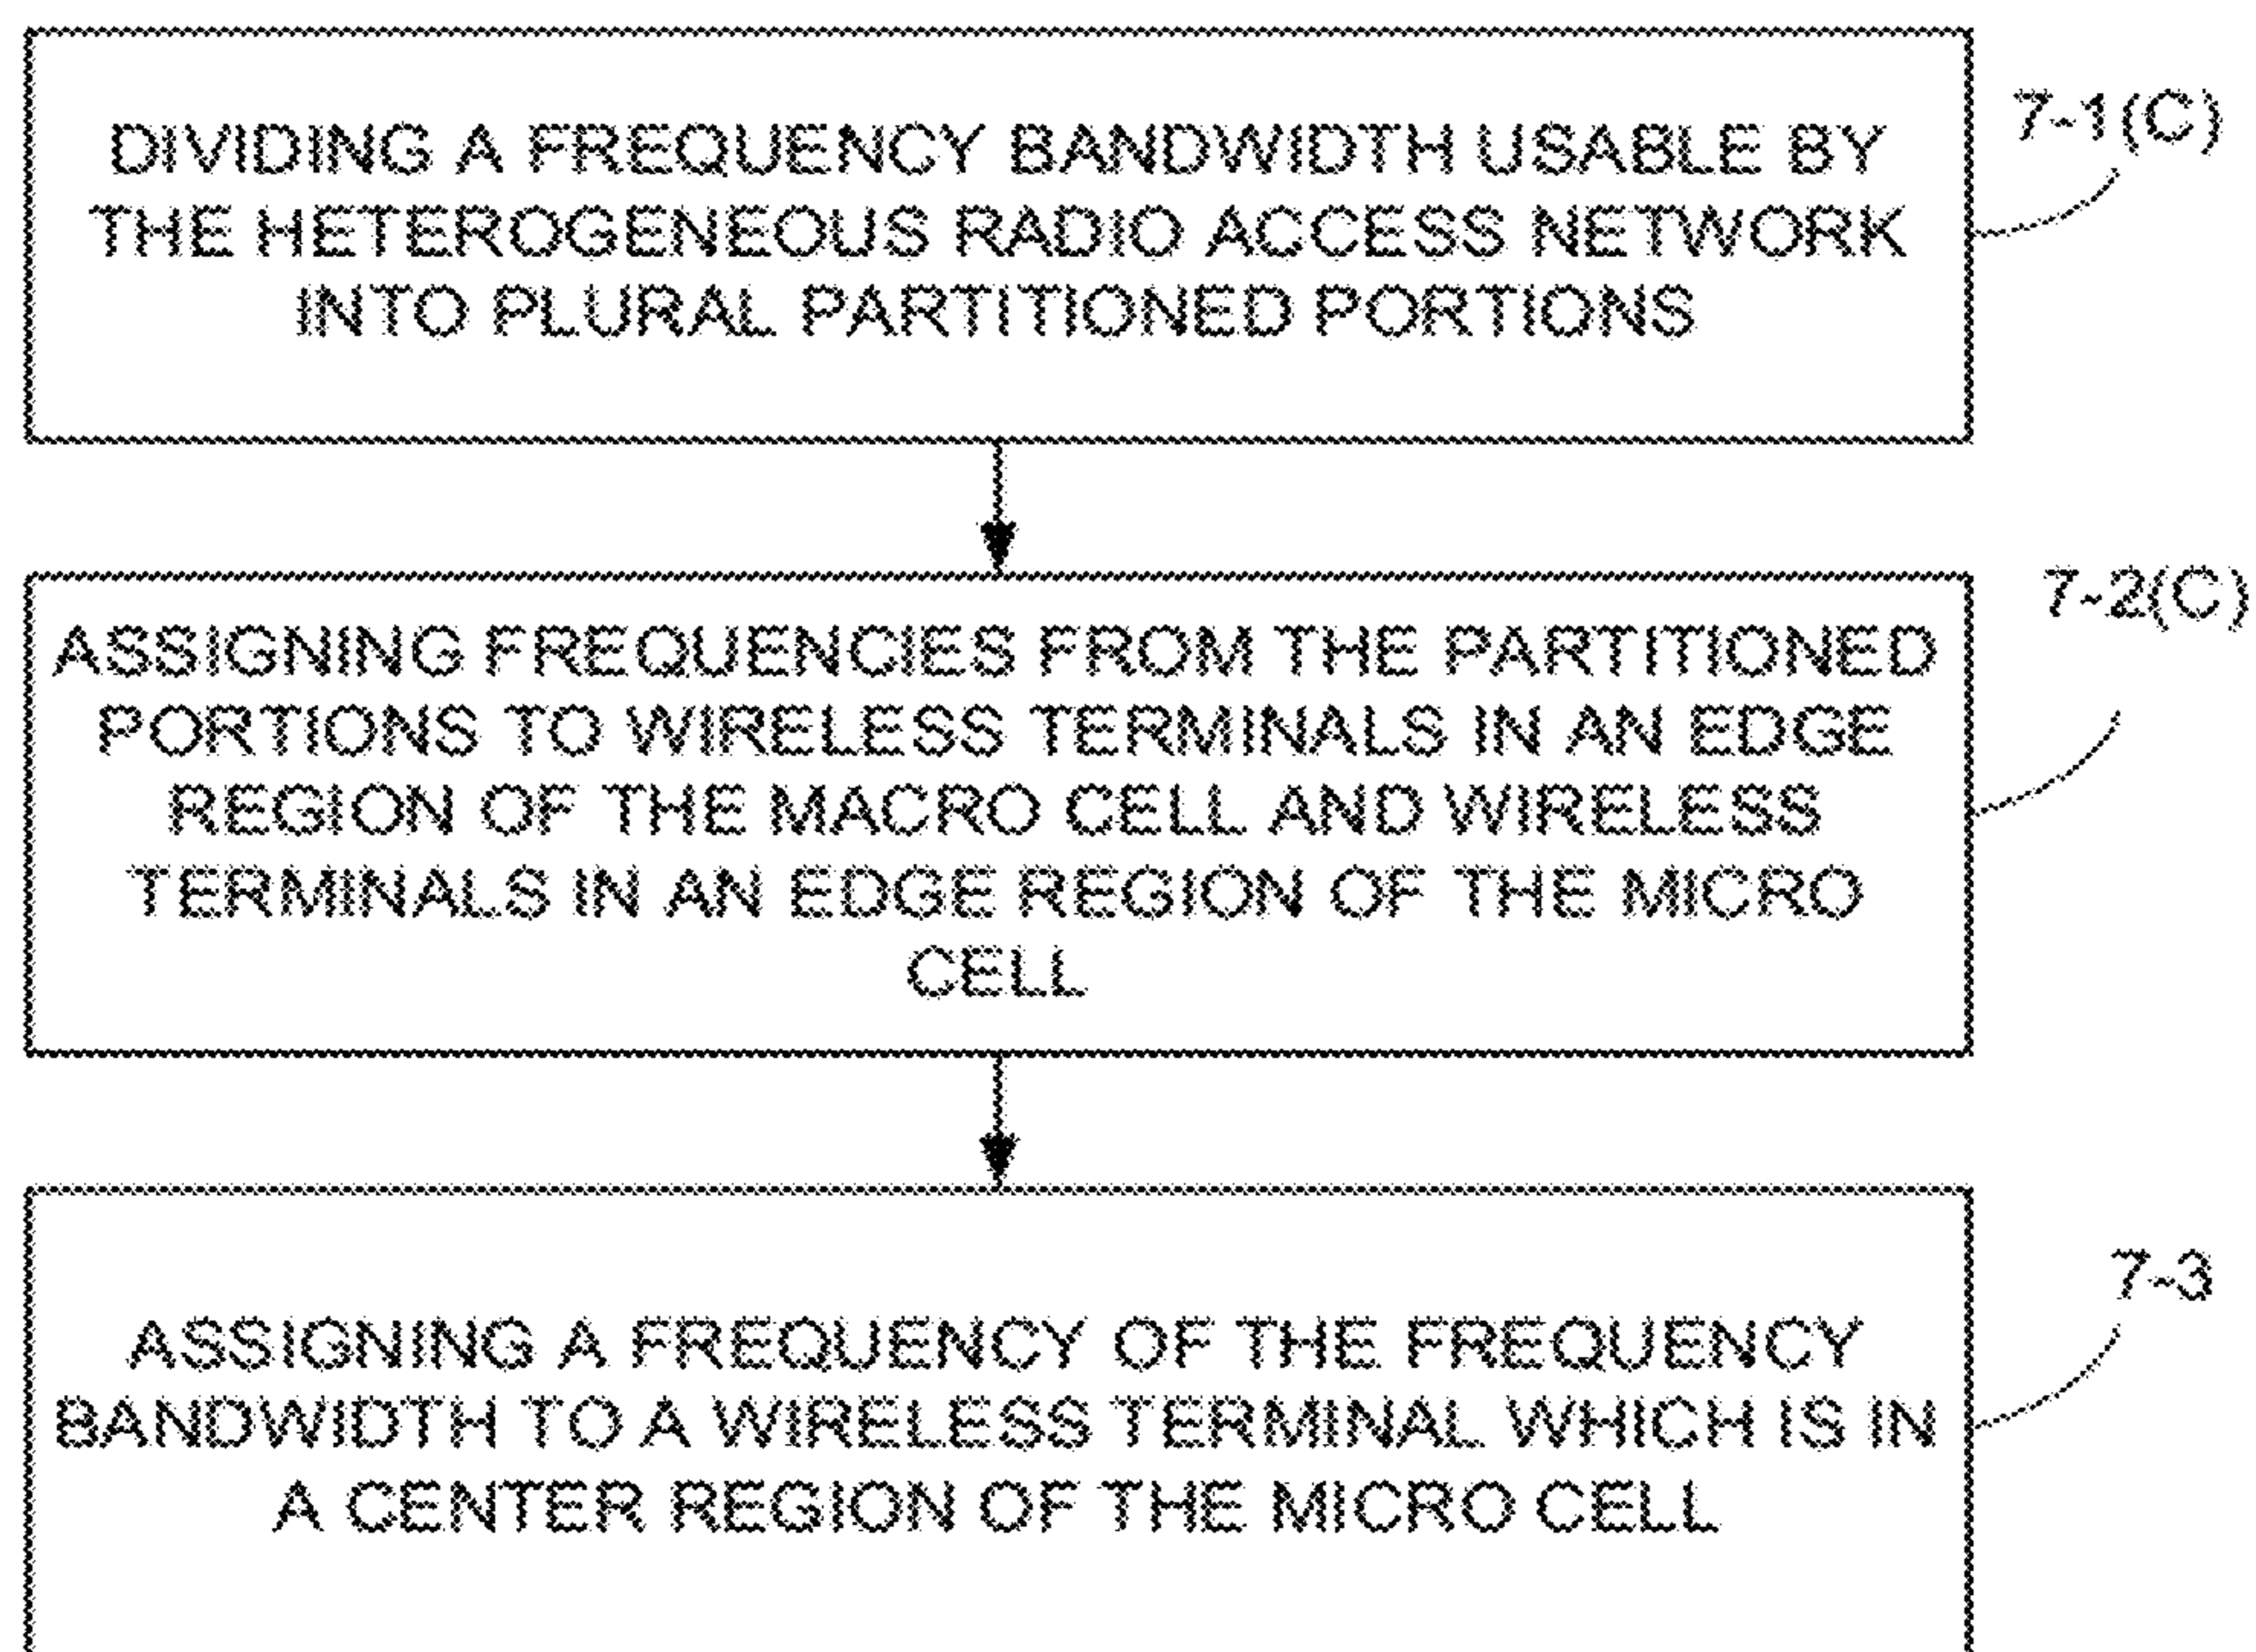 DIVIDING A FREQUENCY BANDWIDTH USABLE BY
THE HETEROGENEOUS RADIO ACCESS NETWORK
INTO PLURAL PARTITIONED PORTIONS
7-1(C)
ASSIGNING FREQUENCIES FROM THE PARTITIONED
PORTIONS TO WIRELESS TERMINALS IN AN EDGE
REGION OF THE MACRO CELL AND WIRELESS
TERMINALS IN AN EDGE REGION OF THE MICRO
CELL
7-2(C)
ASSIGNING A FREQUENCY OF THE FREQUENCY
BANDWIDTH TO A WIRELESS TERMINAL WHICH IS IN
A CENTER REGION OF THE MICRO CELL
7-3